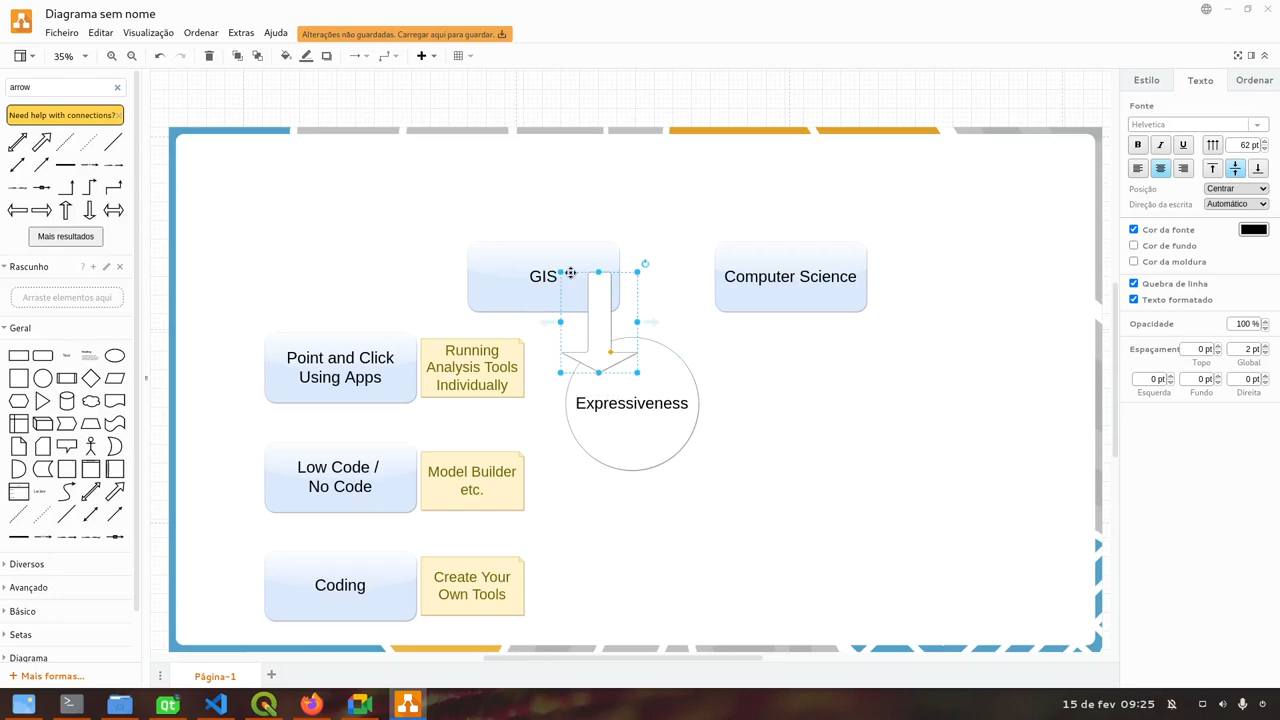 Diagrama sem nome
Ficheiro Editar Visualização Ordenar Extras Ajuda Alterações não guardadas. Carregar aqui para guardar.
35%
arrow
Need help with connections?
Mais resultados
Rascunho
Arraste elementos aqui
Geral
Diversos
Avançado
Básico
Setas
Diagrama
+ Mais formas...
GIS
Computer Science
Point and Click
Using Apps
Running
Analysis Tools
Individually
Expressiveness
Low Code /
No Code
Model Builder
etc.
Coding
Create Your
Own Tools
Página-1
Estilo Texto Ordenar
Fonte
Helvetica
B I U 62 pt
Posição Centrar
Direção da escrita Automático
Cor da fonte
Cor de fundo
Cor da moldura
Quebra de linha
Texto formatado
Opacidade 100 %
Espaçament 0 pt 2 pt
Topo Global
0 pt 0 pt 0 pt
Esquerda Fundo Direita
15 de fev 09:25